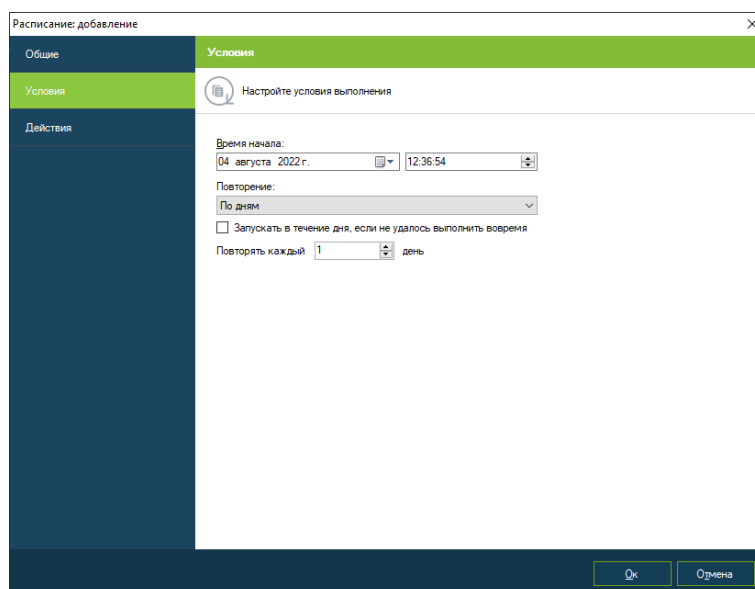 Расписание: добавление
Общие
Условия
Действия
Условия
Настройте условия выполнения
Время начала:
04 августа 2022 г. 12:36:54
Повторение:
По дням
Запускать в течение дня, если не удалось выполнить вовремя
Повторять каждый 1 день
Ок Отмена